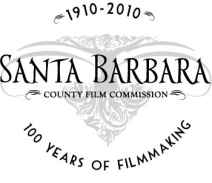 1910-2010
SANTA BARBARA
COUNTY FILM COMMISSION
100 YEARS OF FILMMAKING